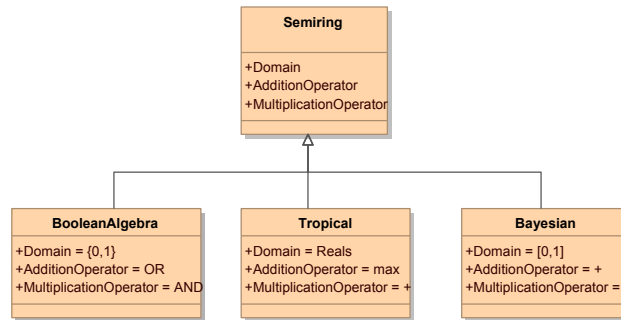 Semiring
+Domain
+AdditionOperator
+MultiplicationOperator
BooleanAlgebra
+Domain = {0,1}
+AdditionOperator = OR
+MultiplicationOperator = AND
Tropical
+Domain = Reals
+AdditionOperator = max
+MultiplicationOperator = +
Bayesian
+Domain = [0,1]
+AdditionOperator = +
+MultiplicationOperator =